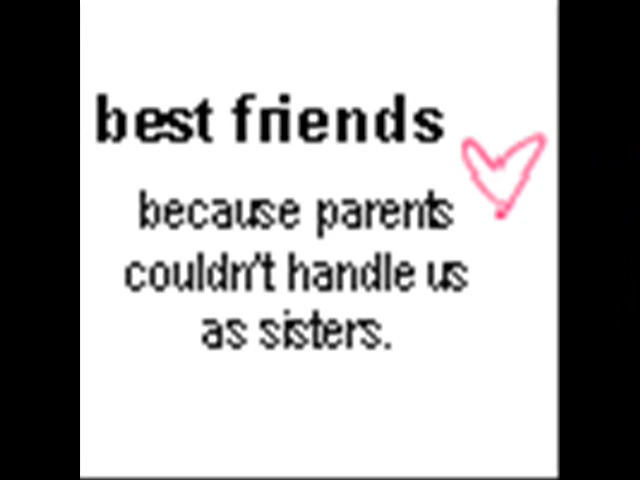 best friends
because parents
couldn't handle us
as sisters.